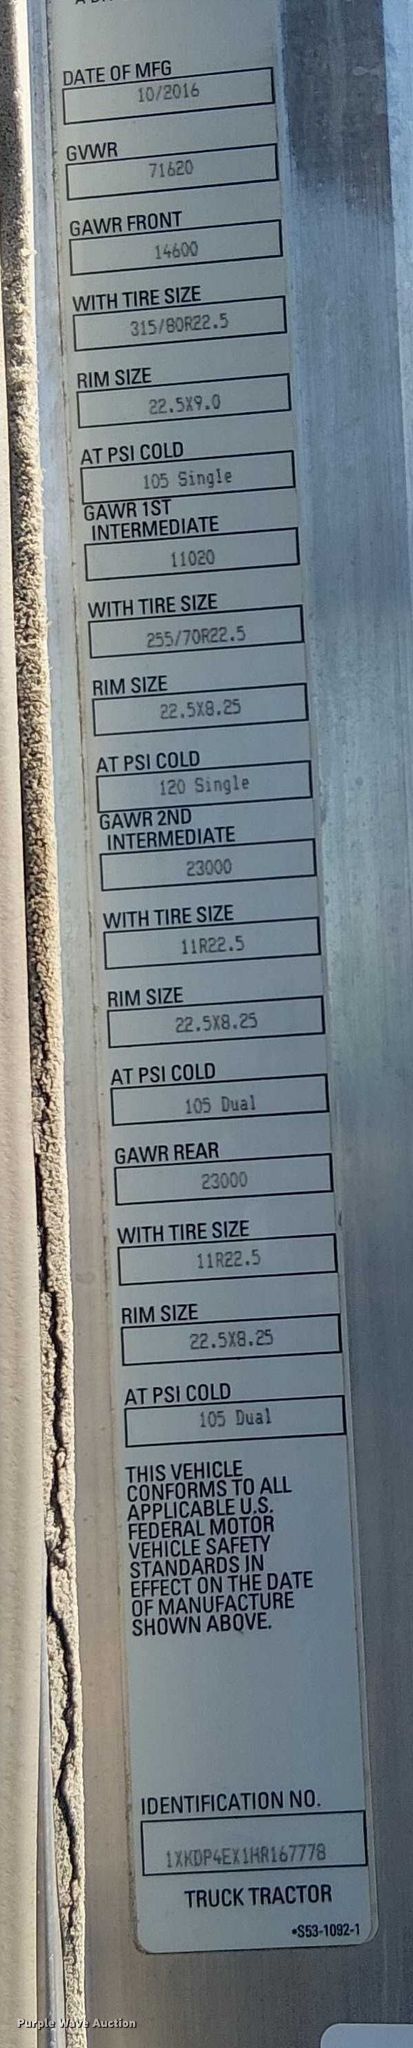 DATE OF MFG
10/2016
GVWR
71620
GAWR FRONT
14600
WITH TIRE SIZE
315/80R22.5
RIM SIZE
22.5X9.0
AT PSI COLD
105 Single
GAWR 1ST
INTERMEDIATE
11020
WITH TIRE SIZE
255/70R22.5
RIM SIZE
22.5X8.25
AT PSI COLD
120 Single
GAWR 2ND
INTERMEDIATE
23000
WITH TIRE SIZE
11R22.5
RIM SIZE
22.5X8.25
AT PSI COLD
105 Dual
GAWR REAR
23000
WITH TIRE SIZE
11R22.5
RIM SIZE
22.5X8.25
AT PSI COLD
105 Dual
THIS VEHICLE
CONFORMS TO ALL
APPLICABLE U.S.
FEDERAL MOTOR
VEHICLE SAFETY
STANDARDS IN
EFFECT ON THE DATE
OF MANUFACTURE
SHOWN ABOVE.
IDENTIFICATION NO.
1XKDP4EX1HR167778
TRUCK TRACTOR
•S53-1092-1
Purple Wave Auction